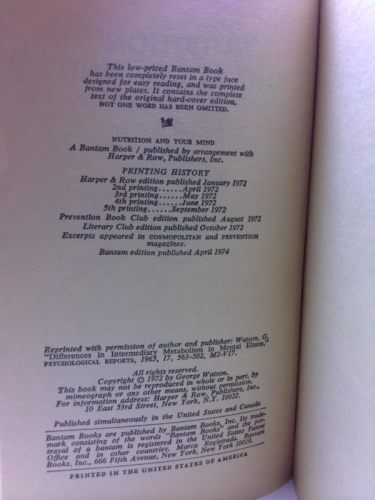 This low-priced Bantam Book
has been completely reset in a type face
designed for easy reading, and was printed
from new plates. It contains the complete
text of the original hard-cover edition.
NOT ONE WORD HAS BEEN OMITTED.
NUTRITION AND YOUR MIND
A Bantam Book / published by arrangement with
Harper & Row, Publishers, Inc.
PRINTING HISTORY
Harper & Row edition published January 1972
2nd printing......April 1972
3rd printing......May 1972
4th printing......June 1972
5th printing......September 1972
Prevention Book Club edition published August 1972
Literary Club edition published October 1972
Excerpts appeared in COSMOPOLITAN and PREVENTION
magazines.
Bantam edition published April 1974
Reprinted with permission of author and publisher: Watson, G.
"Differences in Intermediary Metabolism in Mental Illness,"
PSYCHOLOGICAL REPORTS, 1965, 17, 563-582, M2-V17.
All rights reserved.
Copyright © 1972 by George Watson.
This book may not be reproduced in whole or in part, by
mimeograph or any other means, without permission.
For information address: Harper & Row, Publishers, Inc.,
10 East 53rd Street, New York, N.Y. 10022.
Published simultaneously in the United States and Canada
Bantam Books are published by Bantam Books, Inc. Its trade-
mark consisting of the words "Bantam Books" and the por-
trayal of a bantam is registered in the United States Patent
Office and in other countries. Marca Registrada. Bantam
Books, Inc., 666 Fifth Avenue, New York, N.Y. 10019.
PRINTED IN THE UNITED STATES OF AMERICA